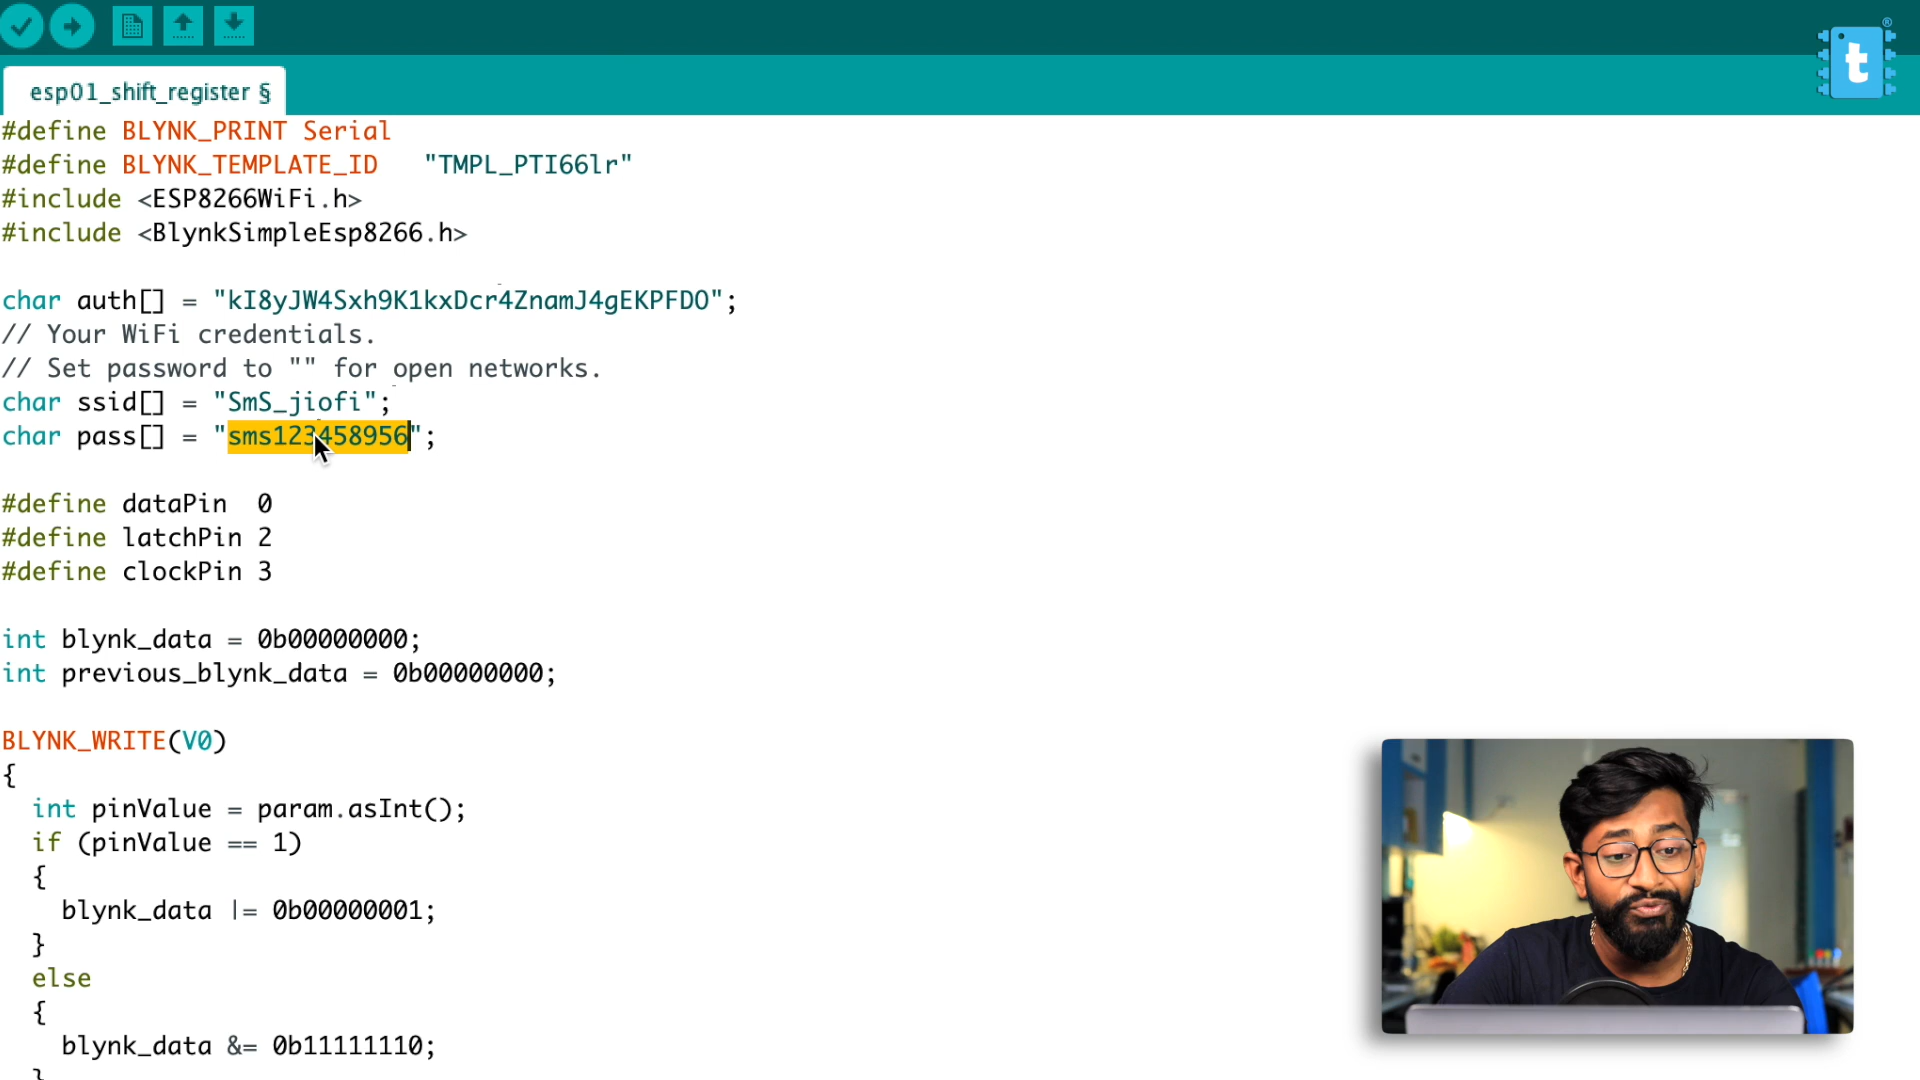 t
®
esp01_shift_register §
#define BLYNK_PRINT Serial
#define BLYNK_TEMPLATE_ID   "TMPL_PTI66lr"
#include <ESP8266WiFi.h>
#include <BlynkSimpleEsp8266.h>
char auth[] = "kI8yJW4Sxh9K1kxDcr4ZnamJ4gEKPFDO";
// Your WiFi credentials.
// Set password to "" for open networks.
char ssid[] = "SmS_jiofi";
char pass[] = "sms123458956";
#define dataPin  0
#define latchPin 2
#define clockPin 3
int blynk_data = 0b00000000;
int previous_blynk_data = 0b00000000;
BLYNK_WRITE(V0)
{
  int pinValue = param.asInt();
  if (pinValue == 1)
  {
    blynk_data |= 0b00000001;
  }
  else
  {
    blynk_data &= 0b11111110;
  }